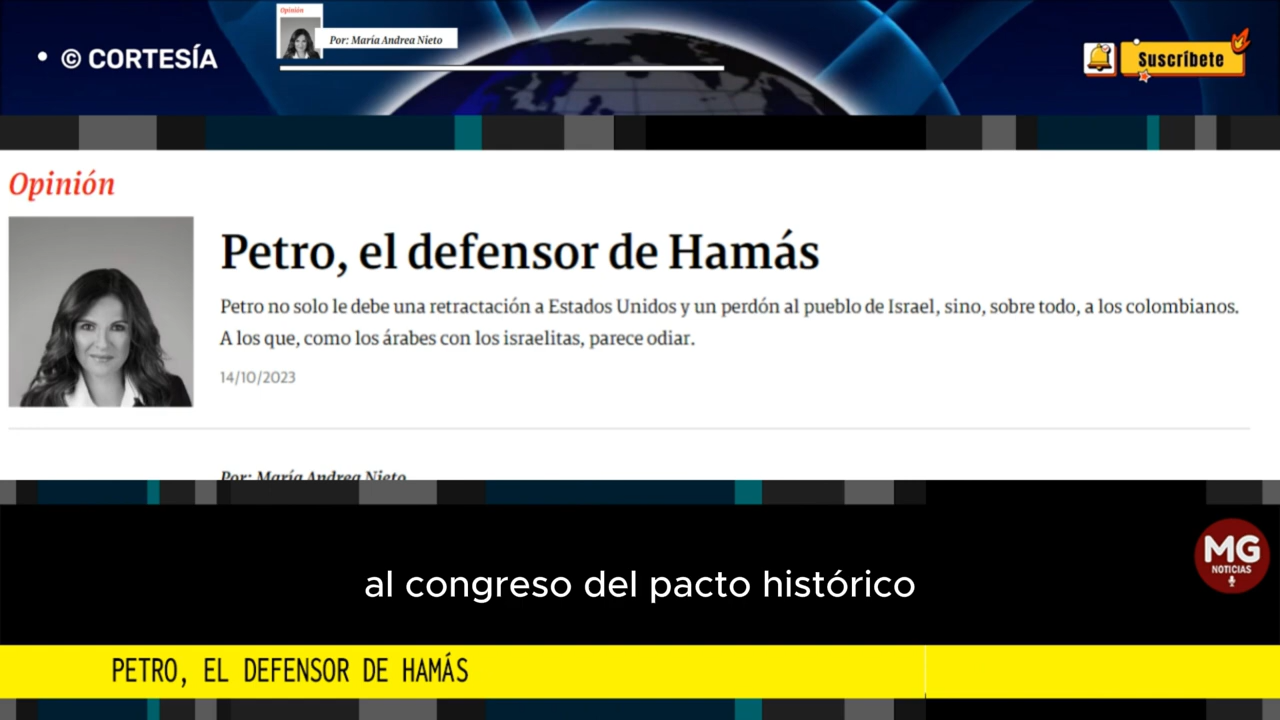 Opinión
Por: María Andrea Nieto
• © CORTESÍA
Suscríbete
Opinión
Petro, el defensor de Hamás
Petro no solo le debe una retractación a Estados Unidos y un perdón al pueblo de Israel, sino, sobre todo, a los colombianos.
A los que, como los árabes con los israelitas, parece odiar.
14/10/2023
Por: María Andrea Nieto
MG
NOTICIAS
al congreso del pacto histórico
PETRO, EL DEFENSOR DE HAMÁS